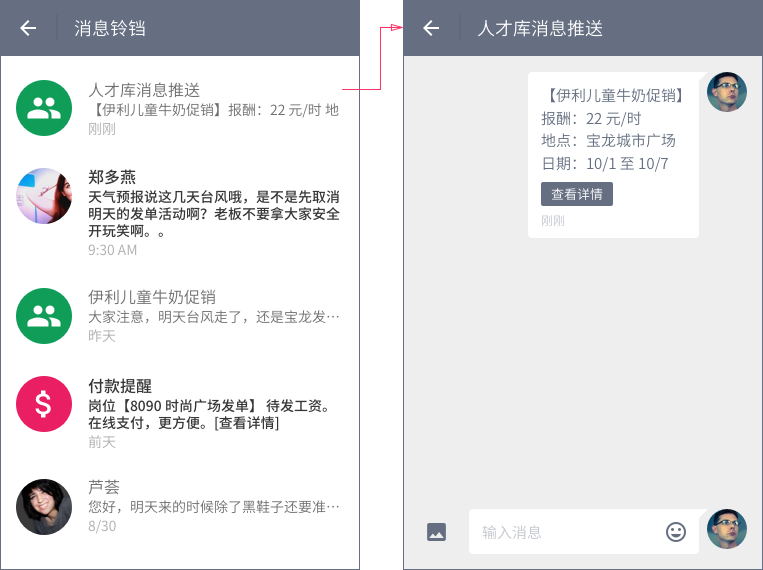 消息铃铛
人才库消息推送
【伊利儿童牛奶促销】报酬：22 元/时 地
刚刚
郑多燕
天气预报说这几天台风哦，是不是先取消
明天的发单活动啊？老板不要拿大家安全
开玩笑啊。。
9:30 AM
伊利儿童牛奶促销
大家注意，明天台风走了，还是宝龙发…
昨天
付款提醒
岗位【8090 时尚广场发单】 待发工资。
在线支付，更方便。[查看详情]
前天
芦荟
您好，明天来的时候除了黑鞋子还要准…
8/30
人才库消息推送
【伊利儿童牛奶促销】
报酬：22 元/时
地点：宝龙城市广场
日期：10/1 至 10/7
查看详情
刚刚
输入消息